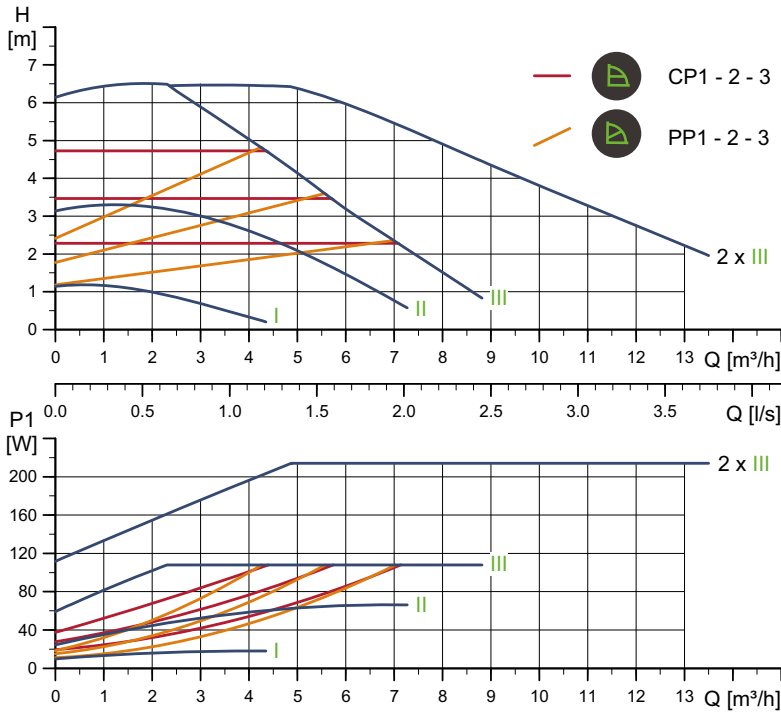 H
[m]
7
6
5
4
3
2
1
0
CP1 - 2 - 3
PP1 - 2 - 3
2 x III
III
II
I
0 1 2 3 4 5 6 7 8 9 10 11 12 13 Q [m³/h]
0.0 0.5 1.0 1.5 2.0 2.5 3.0 3.5 Q [l/s]
P1
[W]
200
160
120
80
40
0
2 x III
III
II
I
0 1 2 3 4 5 6 7 8 9 10 11 12 13 Q [m³/h]